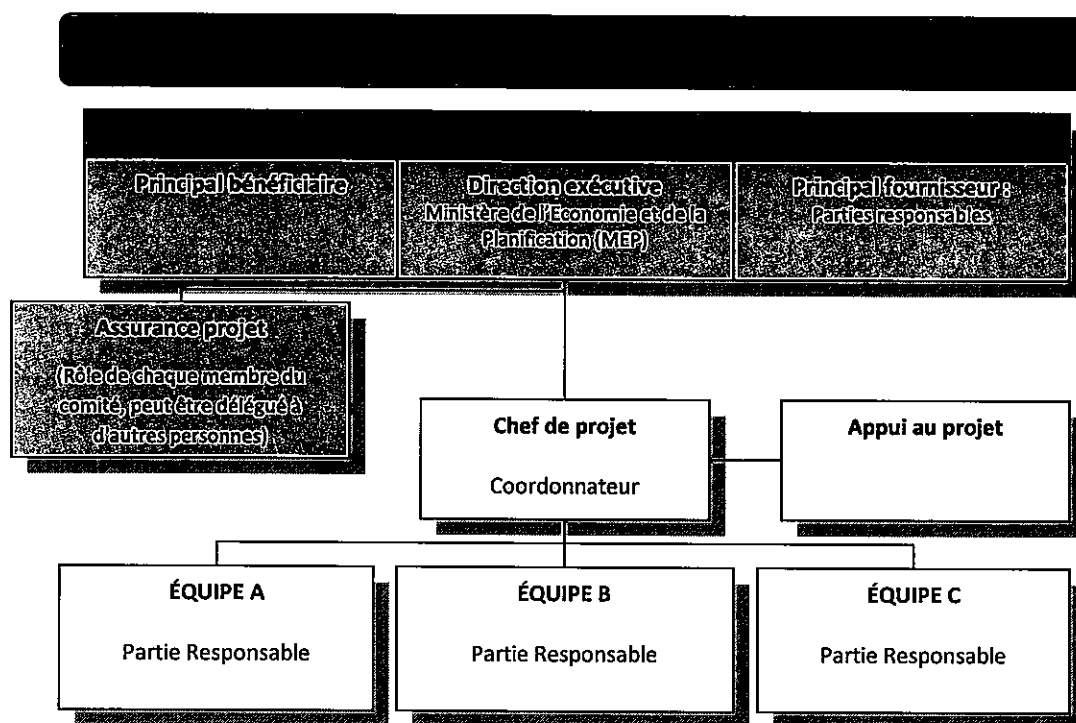 Principal bénéficiaire
Direction exécutive
Ministère de l'Economie et de la
Planification (MEP)
Principal fournisseur :
Parties responsables
Assurance projet
(Rôle de chaque membre du
comité, peut être délégué à
d'autres personnes)
Chef de projet
Coordonnateur
Appui au projet
ÉQUIPE A
Partie Responsable
ÉQUIPE B
Partie Responsable
ÉQUIPE C
Partie Responsable